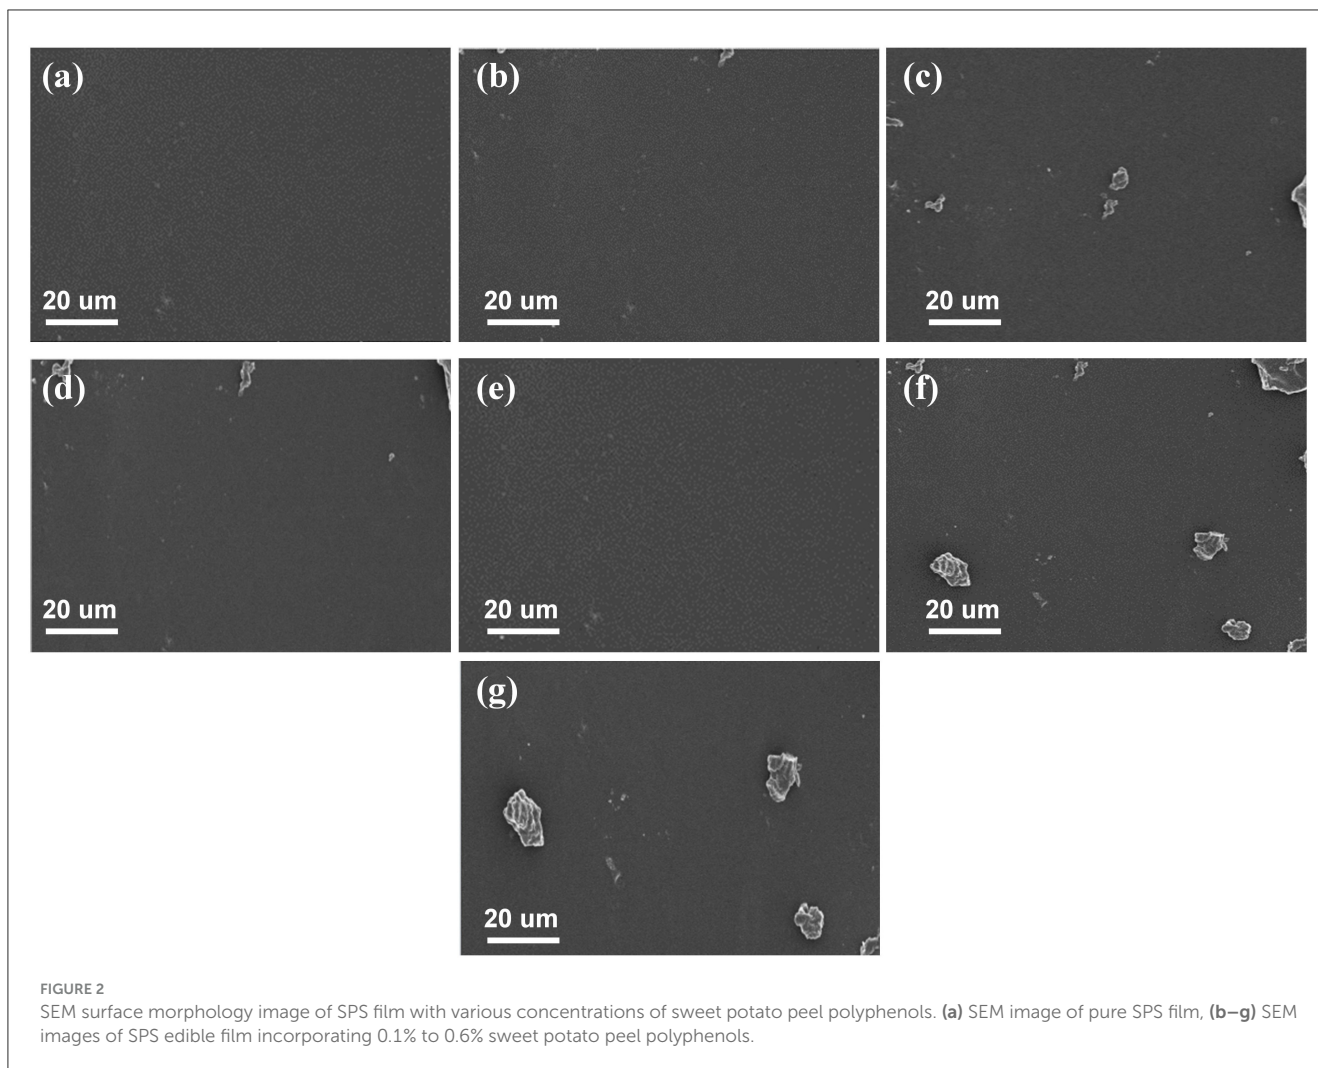 (a)
(b)
(c)
20 um
20 um
20 um
(d)
(e)
(f)
20 um
20 um
20 um
(g)
20 um
FIGURE 2
SEM surface morphology image of SPS film with various concentrations of sweet potato peel polyphenols. (a) SEM image of pure SPS film, (b–g) SEM
images of SPS edible film incorporating 0.1% to 0.6% sweet potato peel polyphenols.